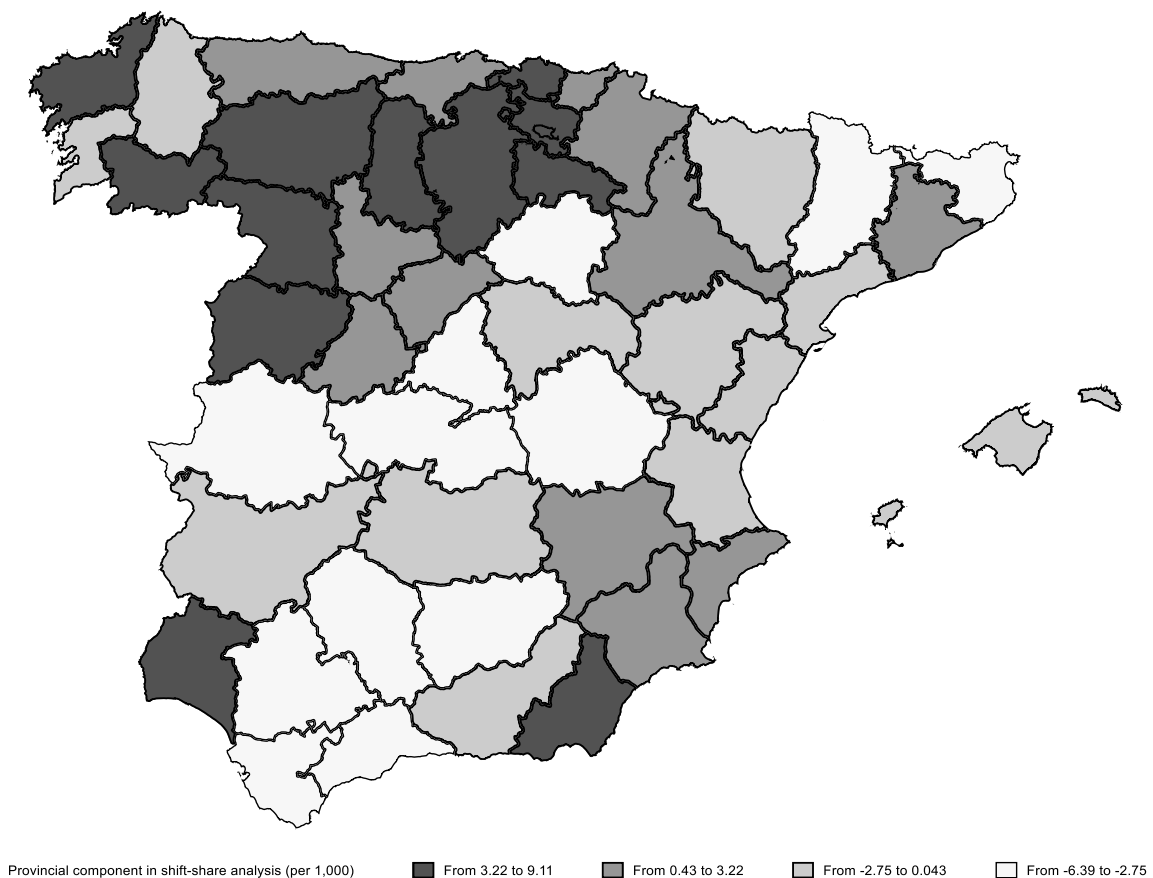 Provincial component in shift-share analysis (per 1,000) From 3.22 to 9.11 From 0.43 to 3.22 From -2.75 to 0.043 From -6.39 to -2.75